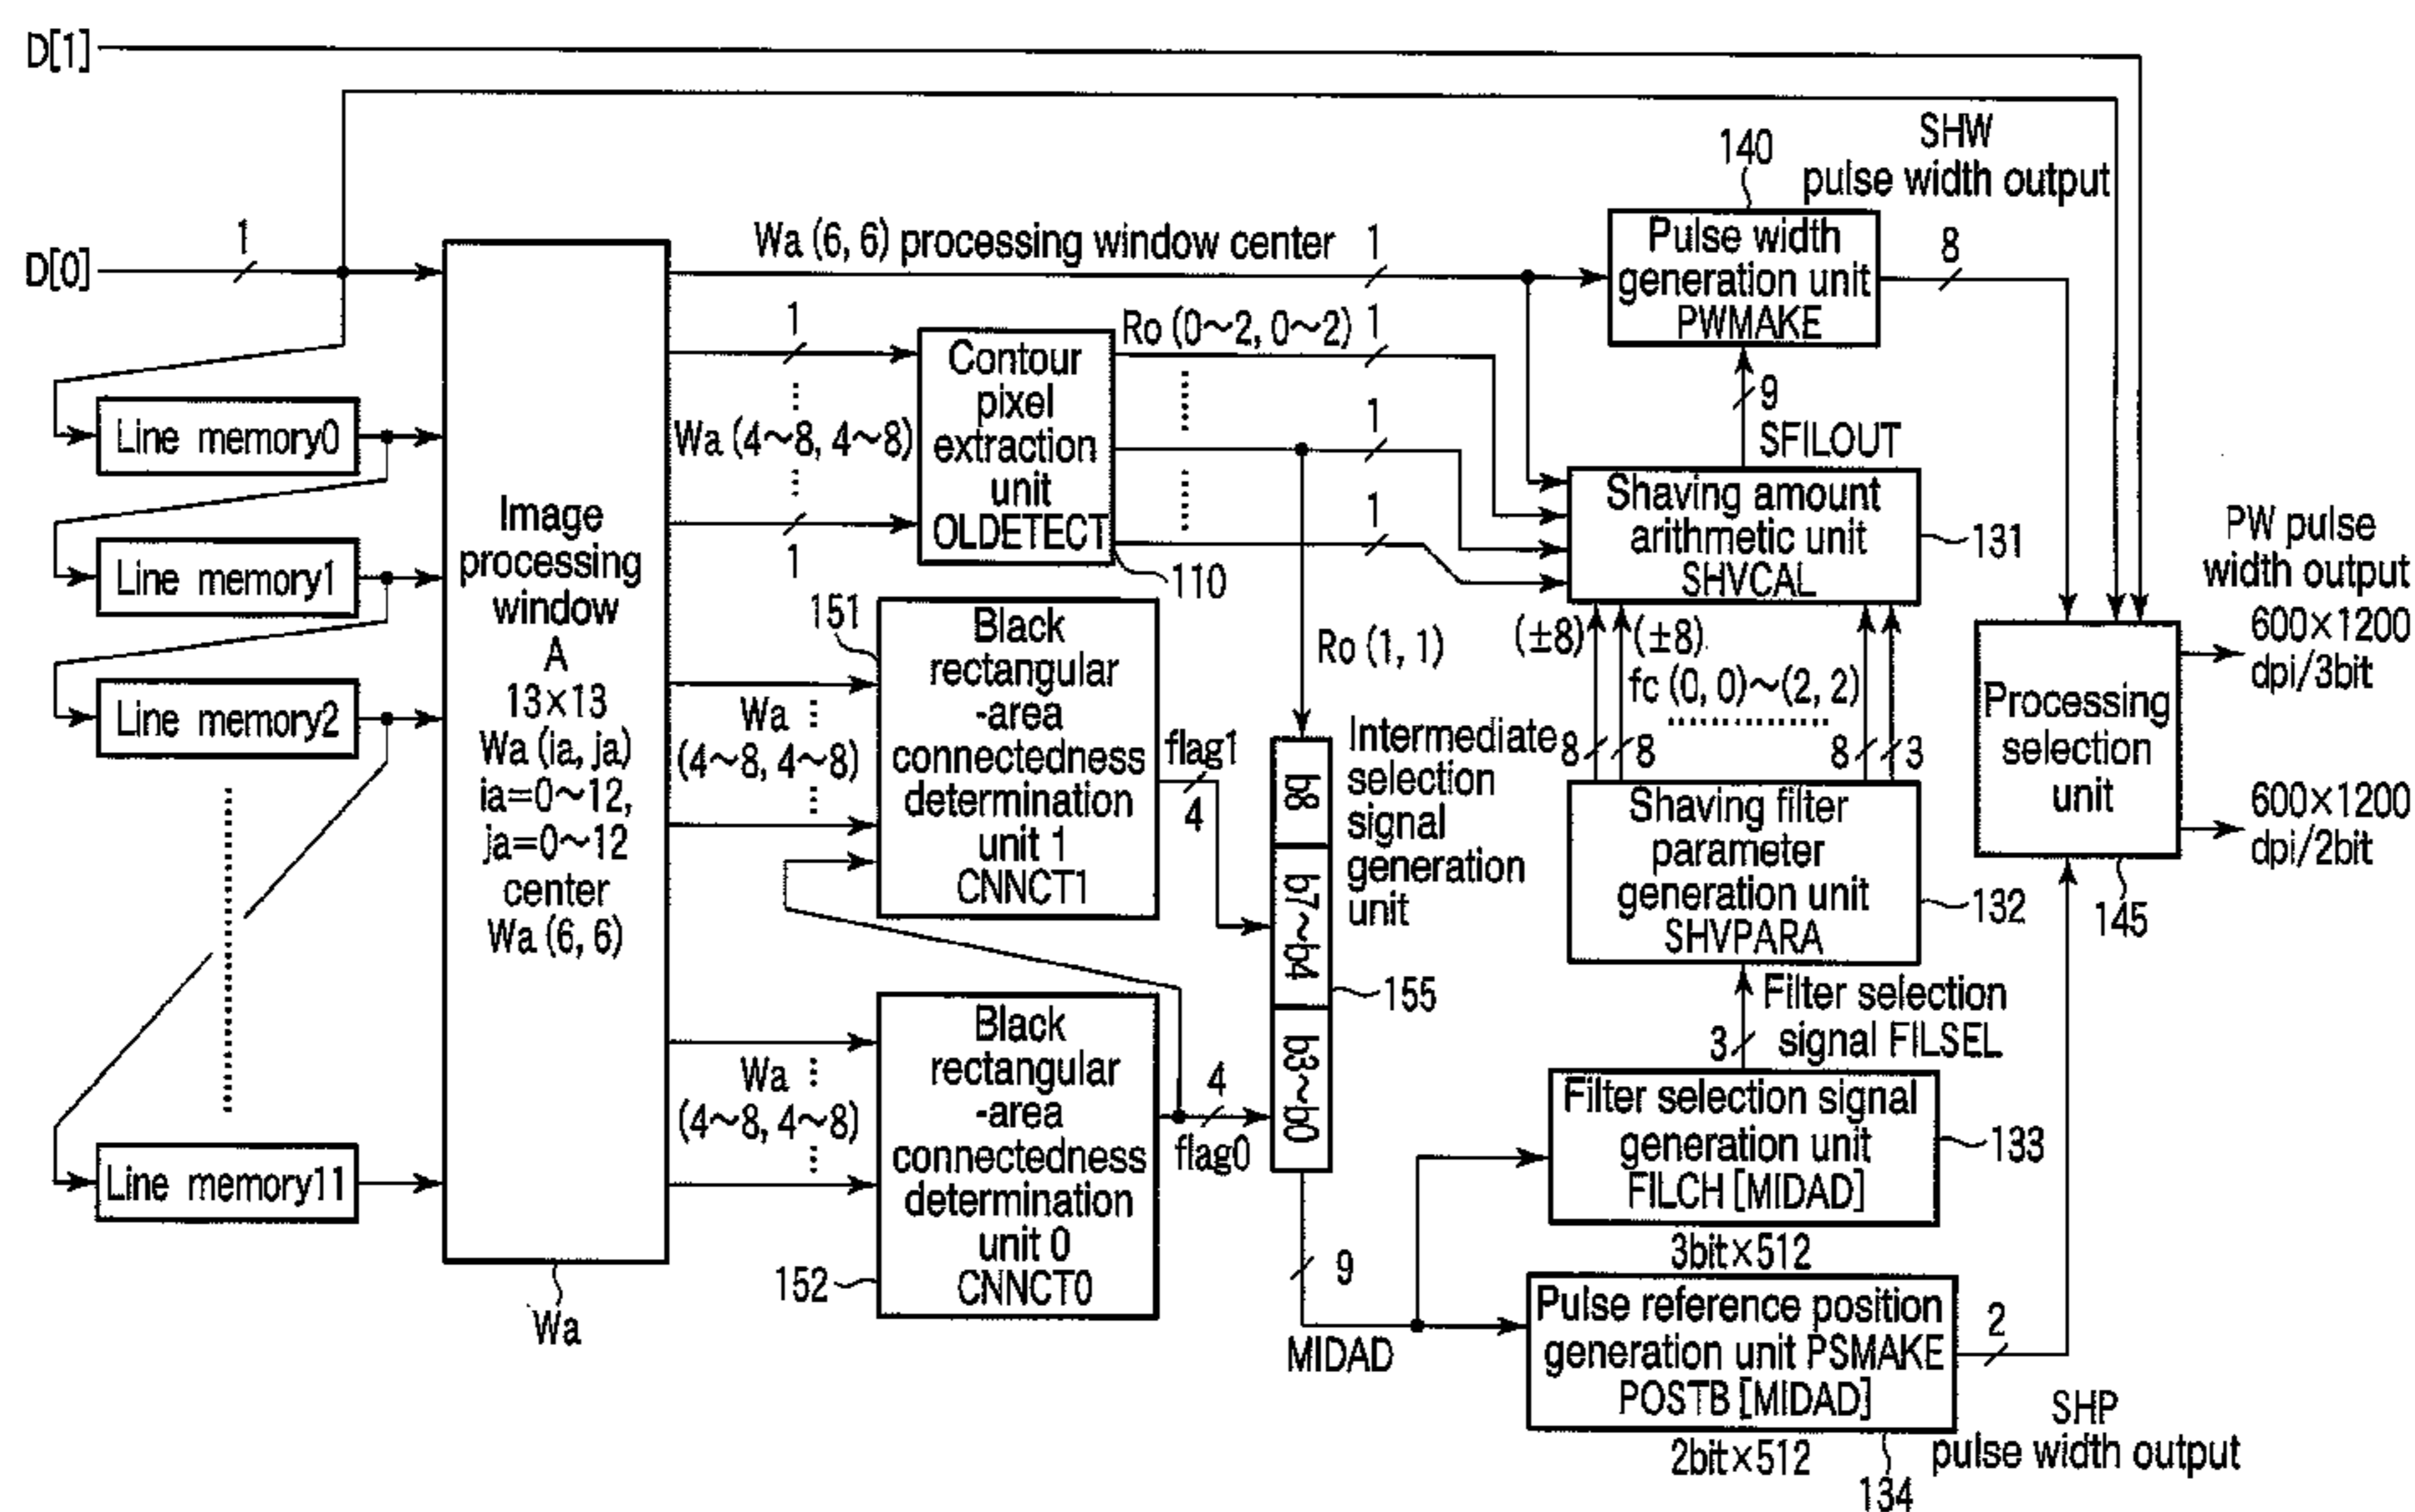 D[1]
D[0]
1
Line memory0
Line memory1
Line memory2
Line memory11
Image
processing
window
A
13×13
Wa (ia, ja)
ia=0~12,
ja=0~12
center
Wa (6, 6)
Wa
Wa (6, 6) processing window center
1
1
Wa (4~8, 4~8)
1
Contour
pixel
extraction
unit
OLDETECT
110
Ro (0~2, 0~2)
1
1
1
Ro (1, 1)
151
Wa
(4~8, 4~8)
Black
rectangular
-area
connectedness
determination
unit 1
CNNCT1
flag1
4
Wa
(4~8, 4~8)
Black
rectangular
-area
connectedness
determination
unit 0
CNNCT0
152
4
flag0
b8
b7~b4
b3~b0
155
Intermediate
selection
signal
generation
unit
9
MIDAD
140
Pulse width
generation unit
PWMAKE
SHW
pulse width output
8
9
SFILOUT
Shaving amount
arithmetic unit
SHVCAL
131
(±8)
(±8)
fc (0, 0)~(2, 2)
8
8
8
3
Shaving filter
parameter
generation unit
SHVPARA
132
Filter selection
signal FILSEL
3
Filter selection signal
generation unit
FILCH [MIDAD]
133
3bit×512
Pulse reference position
generation unit PSMAKE
POSTB [MIDAD]
2bit×512
134
2
SHP
pulse width output
Processing
selection
unit
145
PW pulse
width output
600×1200
dpi/3bit
600×1200
dpi/2bit